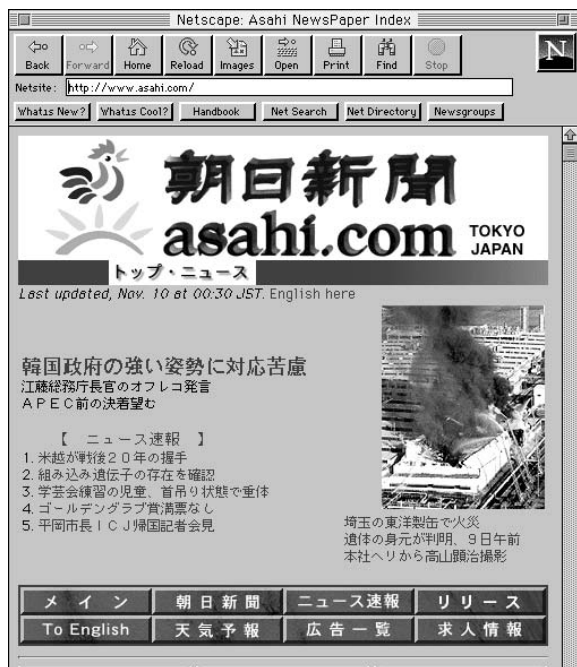 Netscape: Asahi NewsPaper Index
Back Forward Home Reload Images Open Print Find Stop
N
Netsite: http://www.asahi.com/
What's New? What's Cool? Handbook Net Search Net Directory Newsgroups
朝日新聞
asahi.com TOKYO JAPAN
トップ・ニュース
Last updated, Nov. 10 at 00:30 JST. English here
韓国政府の強い姿勢に対応苦慮
江藤総務庁長官のオフレコ発言
APEC前の決着望む
【 ニュース速報 】
1. 米越が戦後20年の握手
2. 組み込み遺伝子の存在を確認
3. 学芸会練習の児童、首吊り状態で重体
4. ゴールデングラブ賞満票なし
5. 平岡市長ICJ帰国記者会見
埼玉の東洋製缶で火災
遺体の身元が判明、9日午前
本社ヘリから高山顕治撮影
メイン 朝日新聞 ニュース速報 リリース
To English 天気予報 広告一覧 求人情報